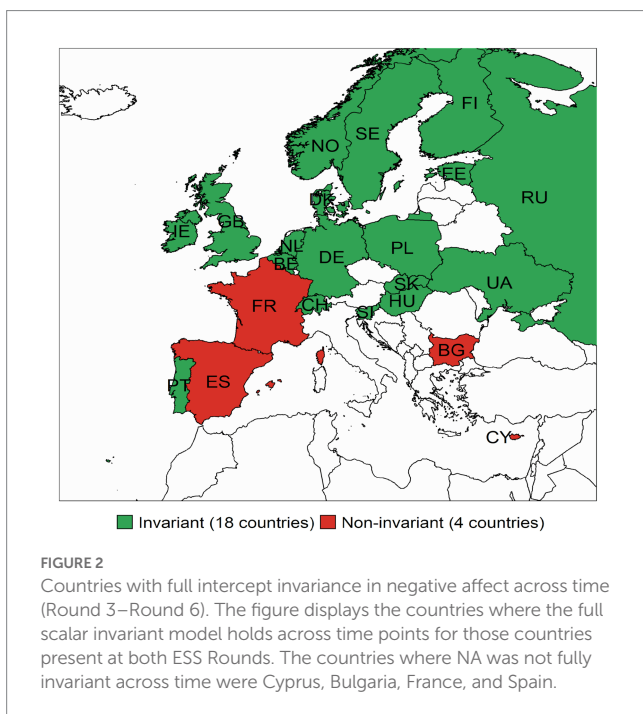 FI
SE
NO
EE
RU
DK
IE
GB
NL
DE
PL
BE
SK
UA
HU
CH
SI
FR
BG
PT
ES
CY
Invariant (18 countries) Non-invariant (4 countries)
FIGURE 2
Countries with full intercept invariance in negative affect across time
(Round 3–Round 6). The figure displays the countries where the full
scalar invariant model holds across time points for those countries
present at both ESS Rounds. The countries where NA was not fully
invariant across time were Cyprus, Bulgaria, France, and Spain.